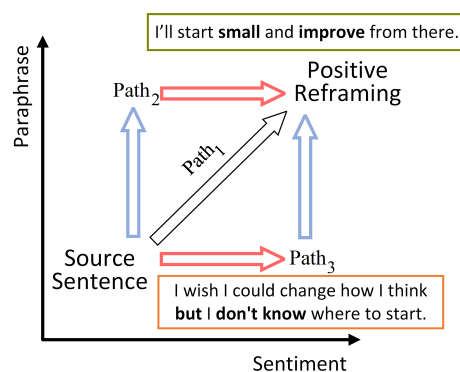 I'll start small and improve from there.
Paraphrase
Positive
Reframing
Path2
Path1
Source
Sentence
Path3
I wish I could change how I think
but I don't know where to start.
Sentiment